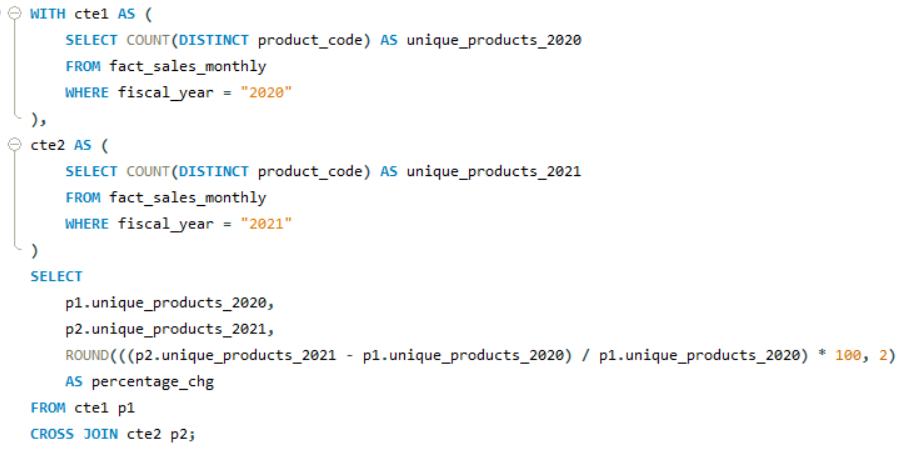 WITH cte1 AS (
    SELECT COUNT(DISTINCT product_code) AS unique_products_2020
    FROM fact_sales_monthly
    WHERE fiscal_year = "2020"
),
cte2 AS (
    SELECT COUNT(DISTINCT product_code) AS unique_products_2021
    FROM fact_sales_monthly
    WHERE fiscal_year = "2021"
)
SELECT
    p1.unique_products_2020,
    p2.unique_products_2021,
    ROUND(((p2.unique_products_2021 - p1.unique_products_2020) / p1.unique_products_2020) * 100, 2)
    AS percentage_chg
FROM cte1 p1
CROSS JOIN cte2 p2;